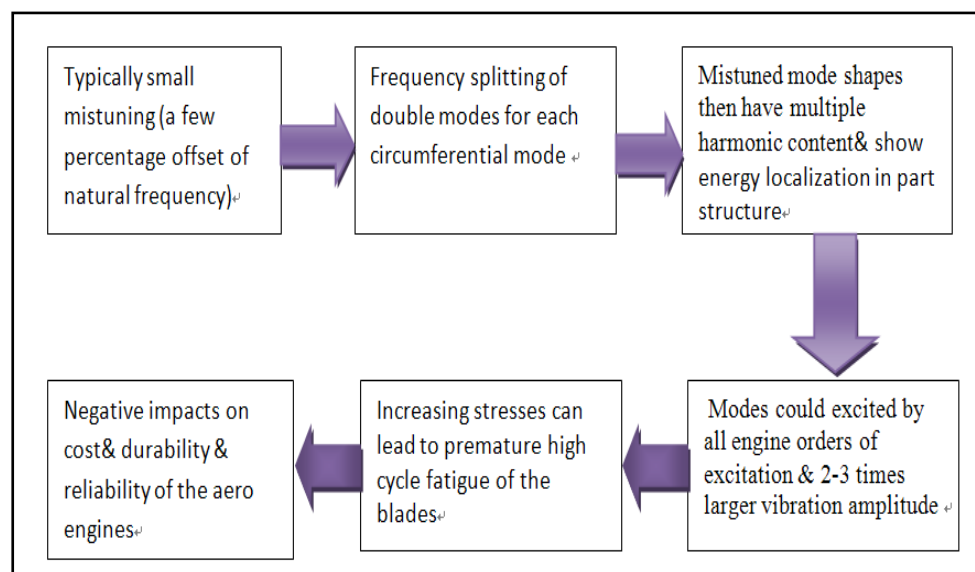 Typically small
mistuning (a few
percentage offset of
natural frequency)
Frequency splitting of
double modes for each
circumferential mode
Mistuned mode shapes
then have multiple
harmonic content& show
energy localization in part
structure
Modes could excited by
all engine orders of
excitation & 2-3 times
larger vibration amplitude
Increasing stresses can
lead to premature high
cycle fatigue of the
blades
Negative impacts on
cost& durability &
reliability of the aero
engines